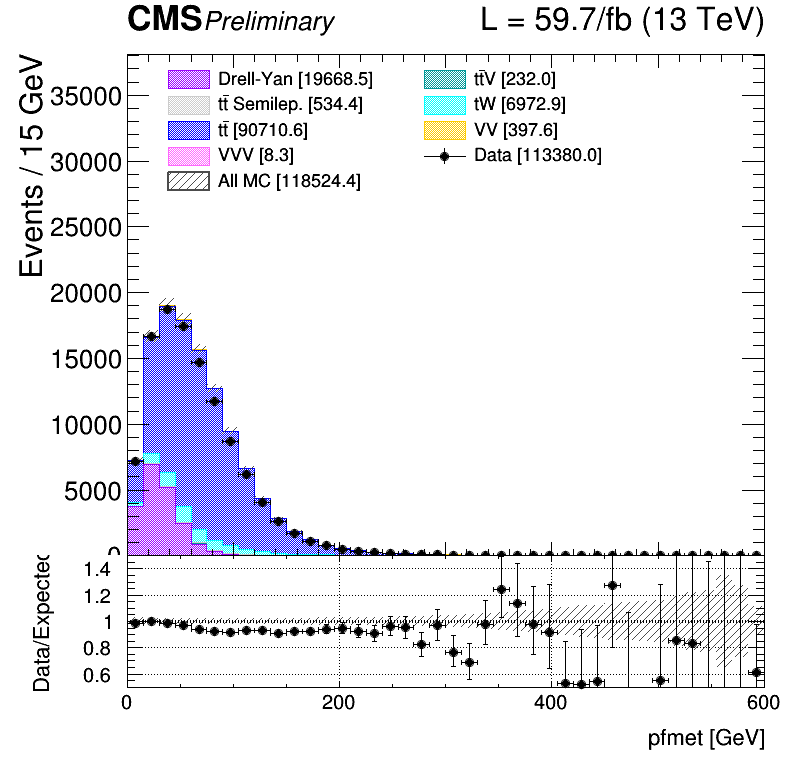 CMS Preliminary L = 59.7/fb (13 TeV)
Events / 15 GeV
Drell-Yan [19668.5]
tt̄ Semilep. [534.4]
tt̄ [90710.6]
VVV [8.3]
All MC [118524.4]
tt̄V [232.0]
tW [6972.9]
VV [397.6]
Data [113380.0]
35000
30000
25000
20000
15000
10000
5000
0
Data/Expected
1.4
1.2
1
0.8
0.6
0 200 400 600
pfmet [GeV]